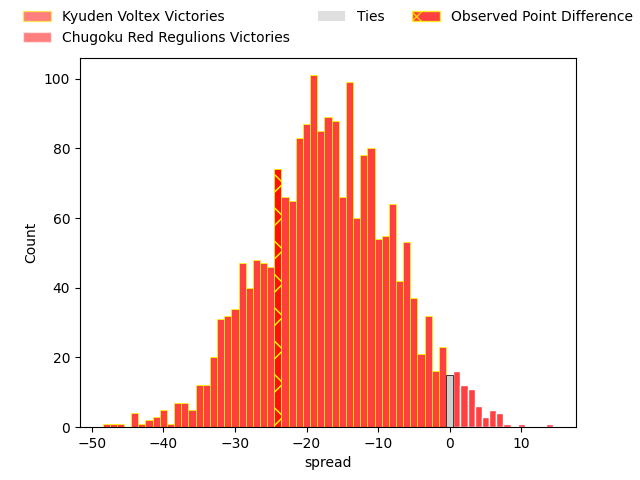 Kyuden Voltex Victories
Chugoku Red Regulions Victories
Ties
Observed Point Difference
100
80
60
40
20
0
Count
−50 −40 −30 −20 −10 0 10
spread